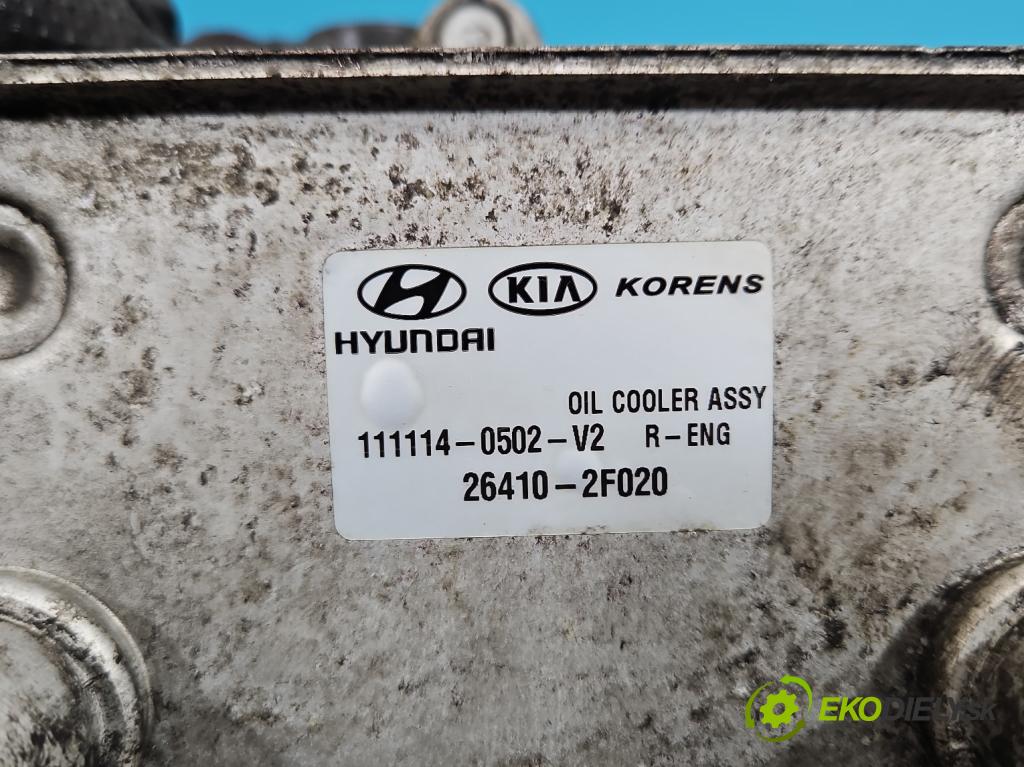 KIA KORENS
HYUNDAI
OIL COOLER ASSY
111114-0502-V2 R-ENG
26410-2F020
EKODIELY.SK